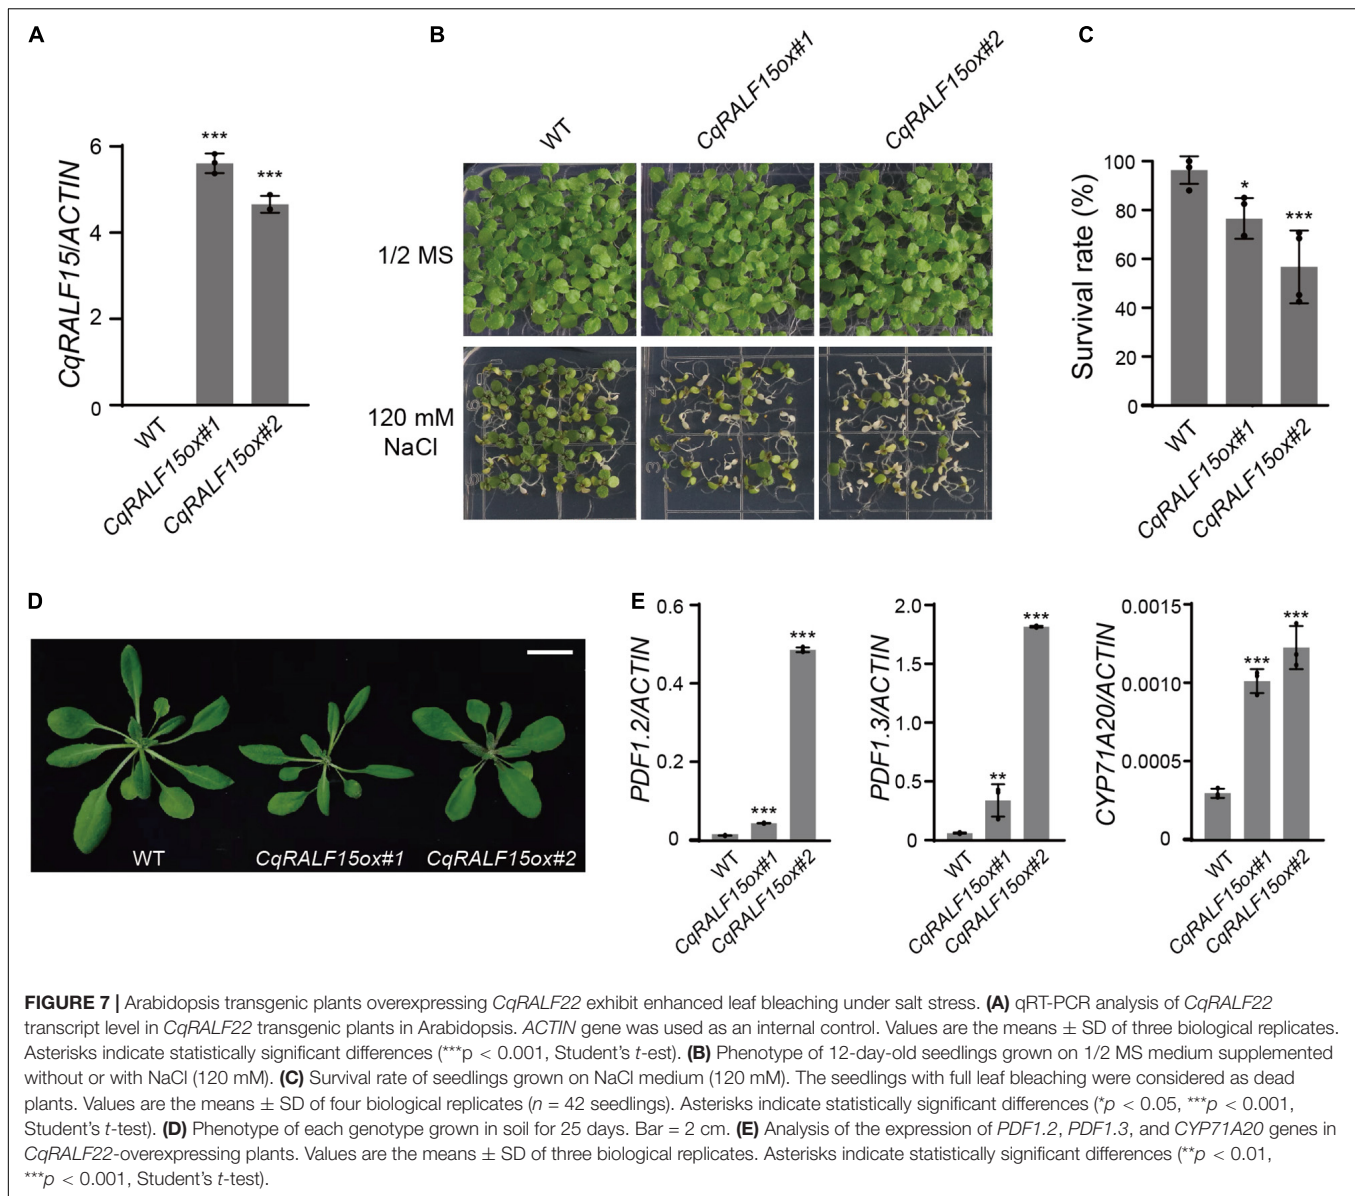 A
CqRALF15/ACTIN
6
4
2
0
***
***
WT
CqRALF15ox#1
CqRALF15ox#2
B
WT
CqRALF15ox#1
CqRALF15ox#2
1/2 MS
120 mM
NaCl
C
Survival rate (%)
100
80
60
40
20
0
*
***
WT
CqRALF15ox#1
CqRALF15ox#2
D
WT
CqRALF15ox#1
CqRALF15ox#2
E
PDF1.2/ACTIN
0.6
0.4
0.2
0
***
***
WT
CqRALF15ox#1
CqRALF15ox#2
PDF1.3/ACTIN
2.0
1.5
1.0
0.5
0
**
***
WT
CqRALF15ox#1
CqRALF15ox#2
CYP71A20/ACTIN
0.0015
0.0010
0.0005
0
***
***
WT
CqRALF15ox#1
CqRALF15ox#2
FIGURE 7 | Arabidopsis transgenic plants overexpressing CqRALF22 exhibit enhanced leaf bleaching under salt stress. (A) qRT-PCR analysis of CqRALF22
transcript level in CqRALF22 transgenic plants in Arabidopsis. ACTIN gene was used as an internal control. Values are the means ± SD of three biological replicates.
Asterisks indicate statistically significant differences (***p < 0.001, Student's t-est). (B) Phenotype of 12-day-old seedlings grown on 1/2 MS medium supplemented
without or with NaCl (120 mM). (C) Survival rate of seedlings grown on NaCl medium (120 mM). The seedlings with full leaf bleaching were considered as dead
plants. Values are the means ± SD of four biological replicates (n = 42 seedlings). Asterisks indicate statistically significant differences (*p < 0.05, ***p < 0.001,
Student's t-test). (D) Phenotype of each genotype grown in soil for 25 days. Bar = 2 cm. (E) Analysis of the expression of PDF1.2, PDF1.3, and CYP71A20 genes in
CqRALF22-overexpressing plants. Values are the means ± SD of three biological replicates. Asterisks indicate statistically significant differences (**p < 0.01,
***p < 0.001, Student's t-test).